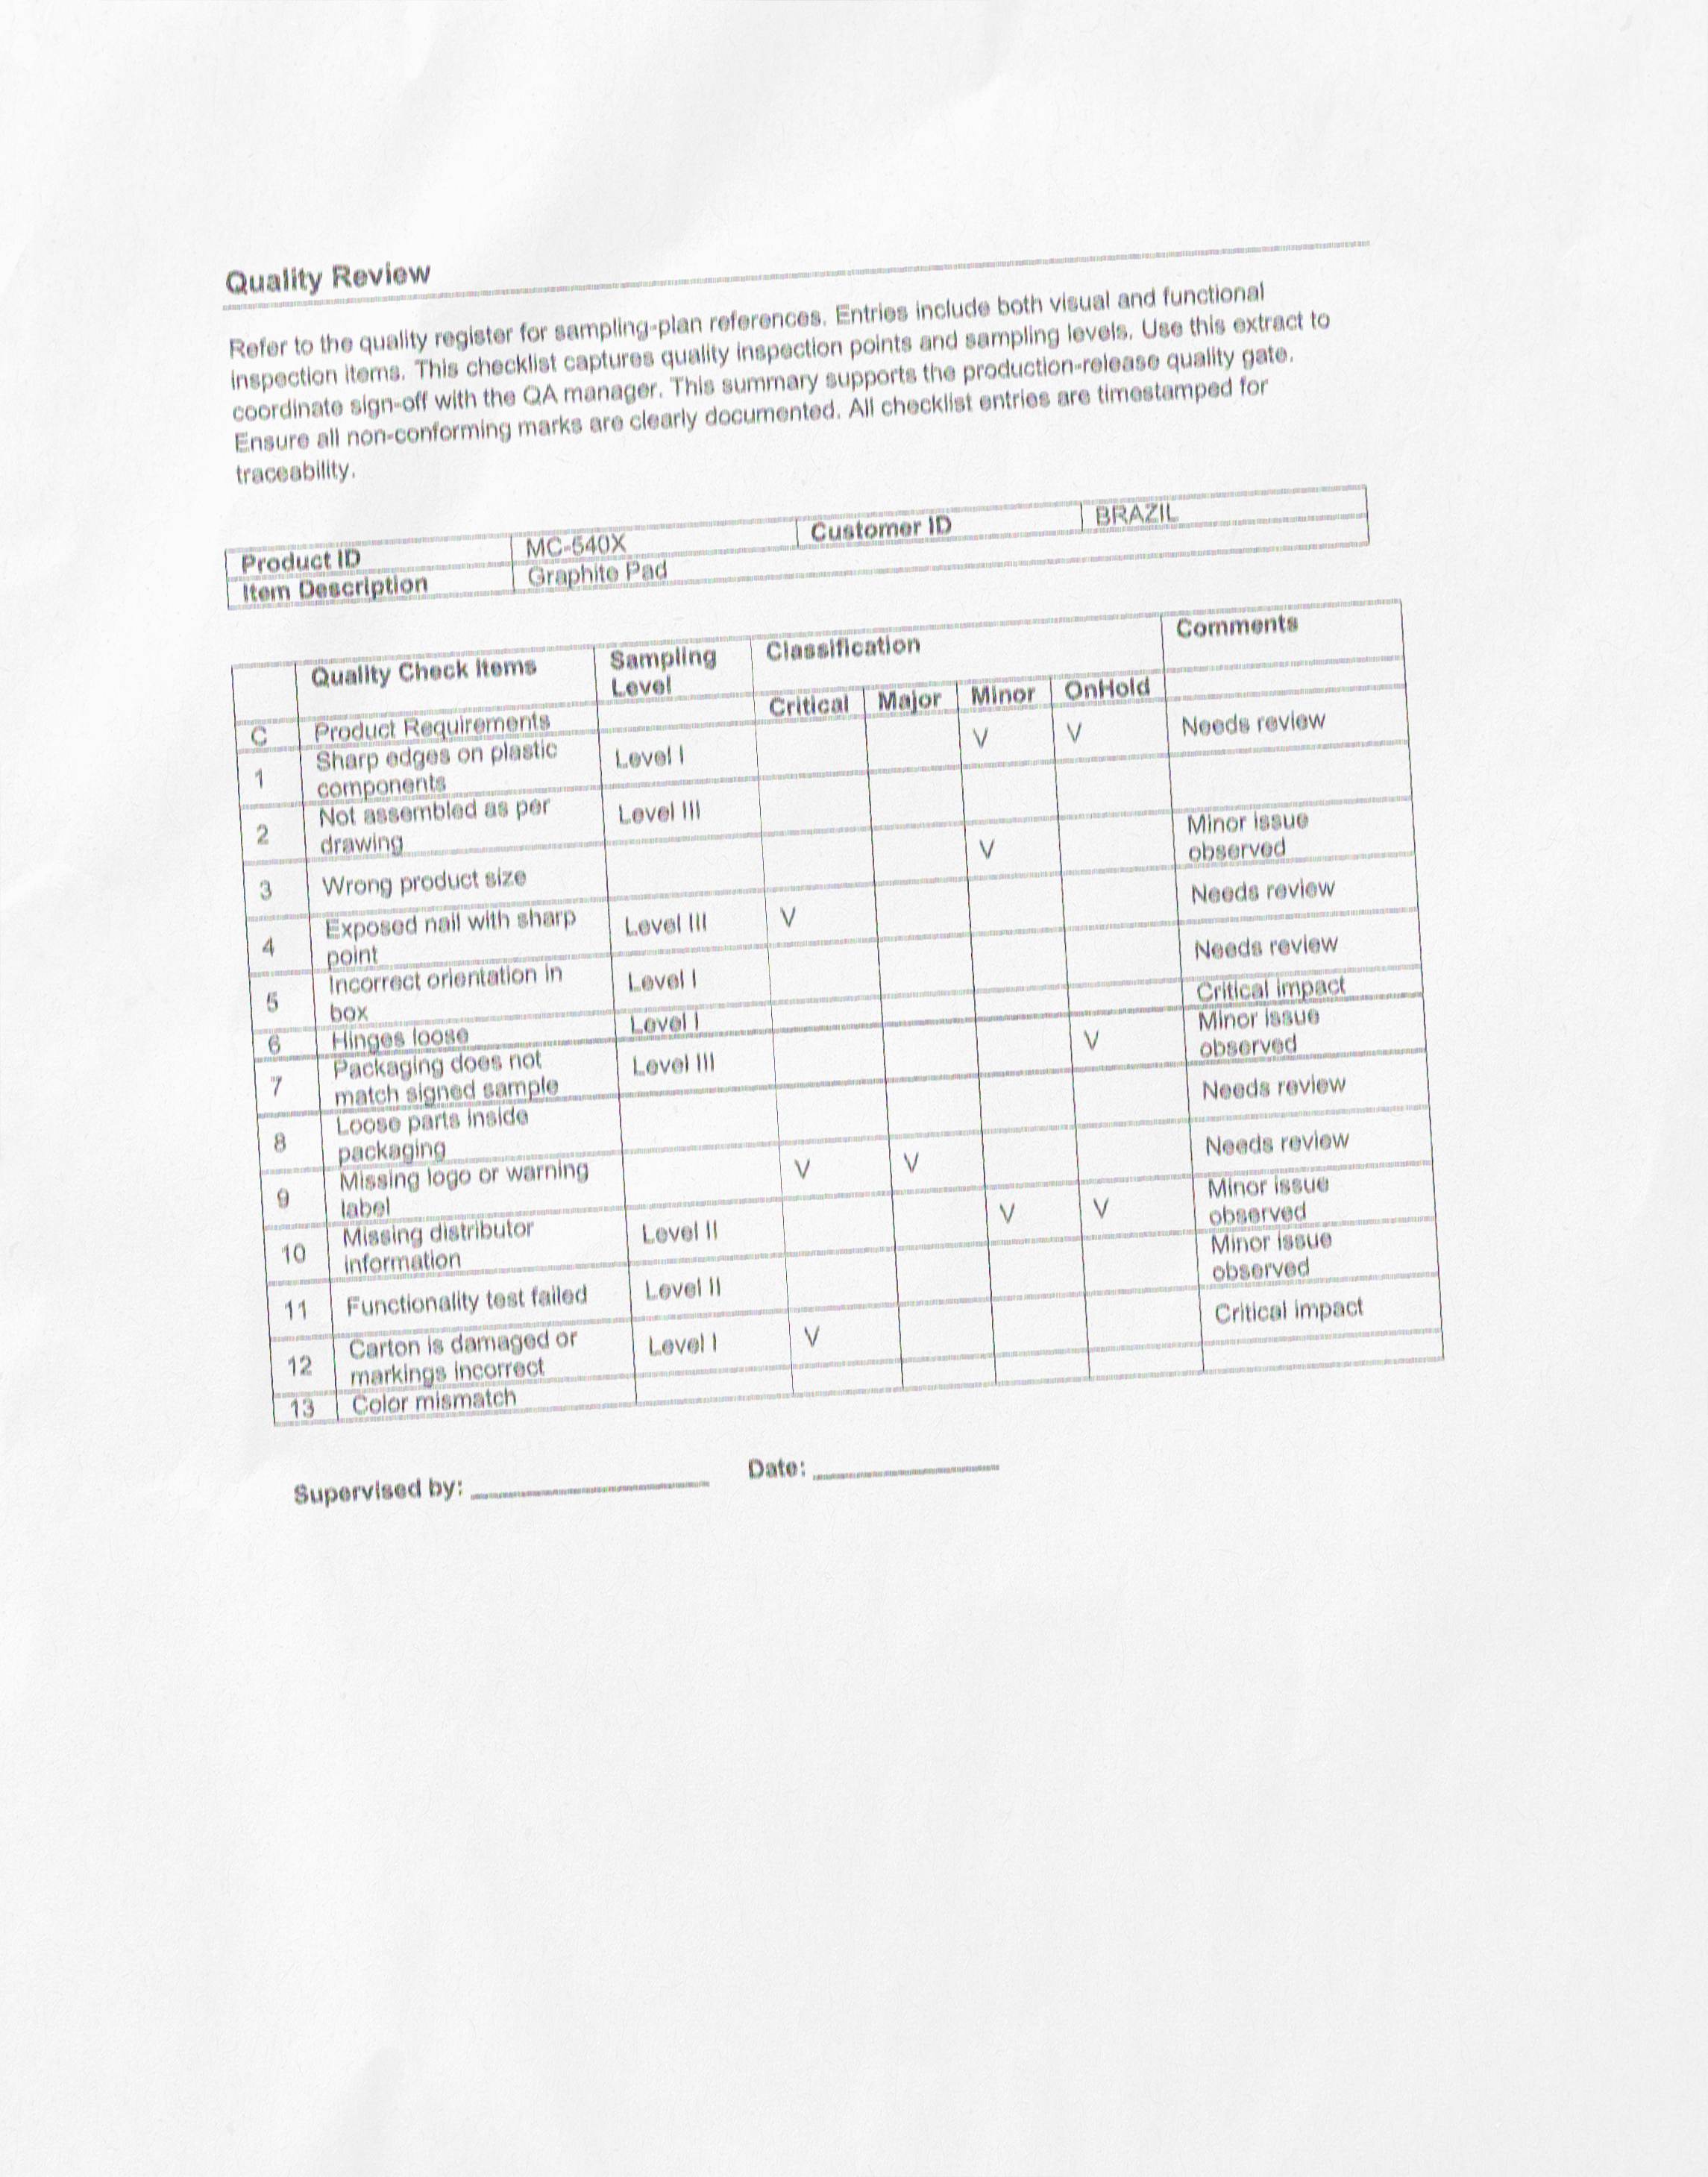 Quality Review
Refer to the quality register for sampling-plan references. Entries include both visual and functional
inspection items. This checklist captures quality inspection points and sampling levels. Use this extract to
coordinate sign-off with the QA manager. This summary supports the production-release quality gate.
Ensure all non-conforming marks are clearly documented. All checklist entries are timestamped for
traceability.
Product ID MC-540X Customer ID BRAZIL
Item Description Graphite Pad
Quality Check Items Sampling Level Classification Comments
Critical Major Minor OnHold
C Product Requirements
1 Sharp edges on plastic components Level I V V Needs review
2 Not assembled as per drawing Level III
3 Wrong product size V Minor issue observed
4 Exposed nail with sharp point Level III V Needs review
5 Incorrect orientation in box Level I Needs review
6 Hinges loose Level I Critical impact
7 Packaging does not match signed sample Level III V Minor issue observed
8 Loose parts inside packaging Needs review
9 Missing logo or warning label V V Needs review
10 Missing distributor information Level II V V Minor issue observed
11 Functionality test failed Level II Minor issue observed
12 Carton is damaged or markings incorrect Level I V Critical impact
13 Color mismatch
Supervised by: Date: